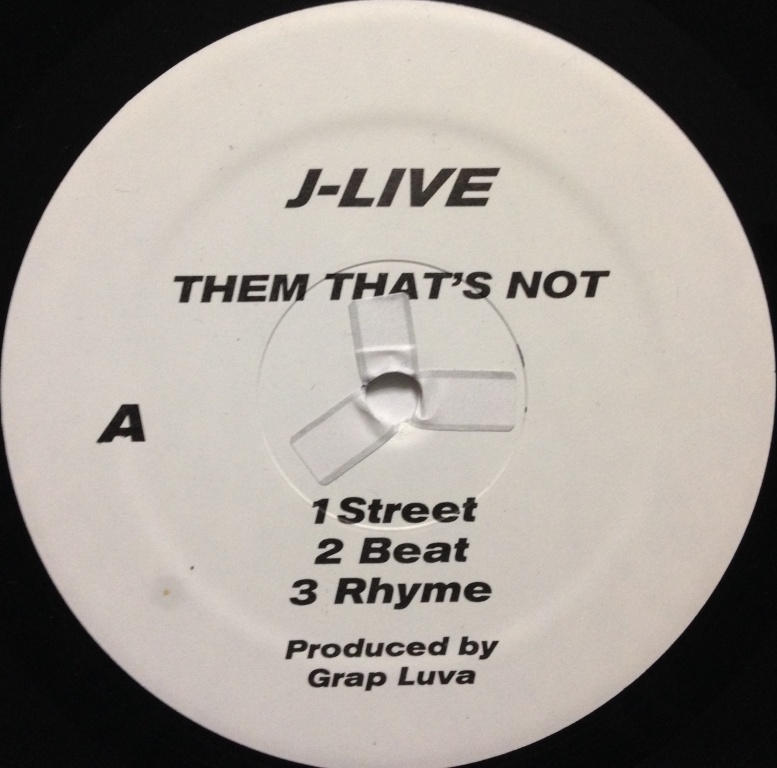 J-LIVE
THEM THAT'S NOT
A
1 Street
2 Beat
3 Rhyme
Produced by
Grap Luva